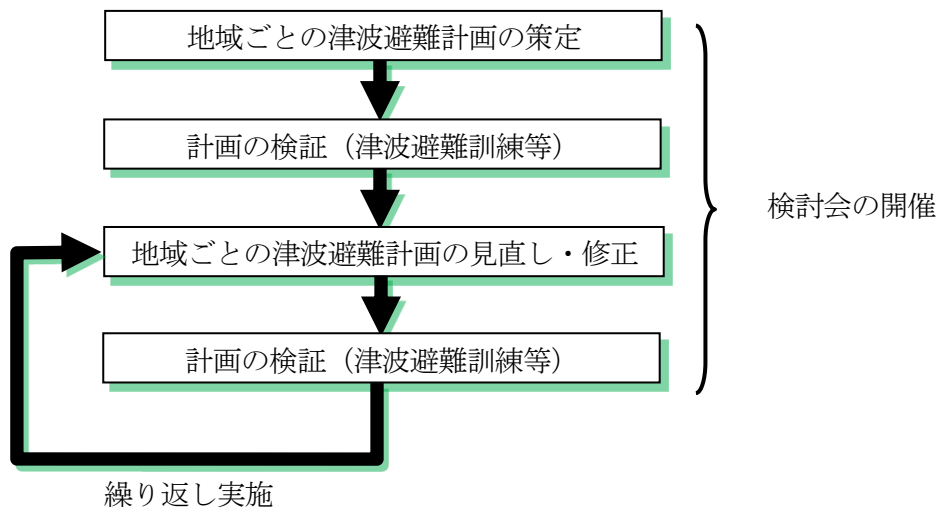 地域ごとの津波避難計画の策定
計画の検証（津波避難訓練等）
地域ごとの津波避難計画の見直し・修正
計画の検証（津波避難訓練等）
検討会の開催
繰り返し実施